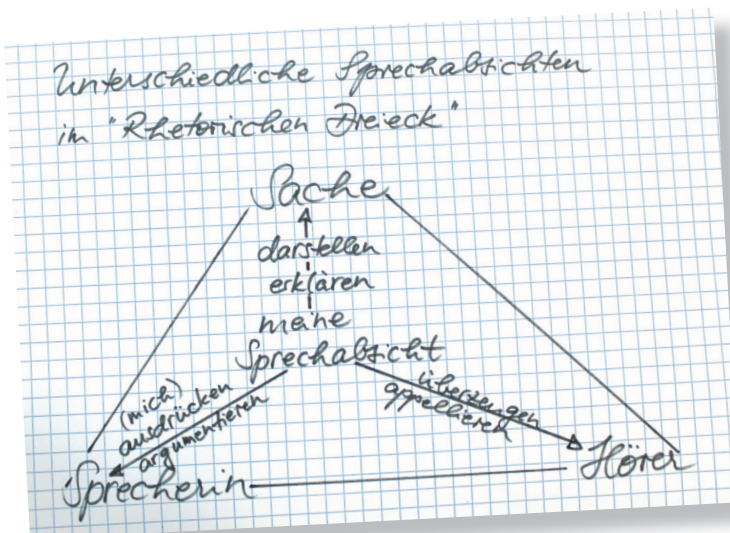 Unterschiedliche Sprechabsichten
im "Rhetorischen Dreieck"
Sache
darstellen
erklären
meine
Sprechabsicht
(mich)
ausdrücken
argumentieren
überzeugen
appellieren
Sprecherin
Hörer